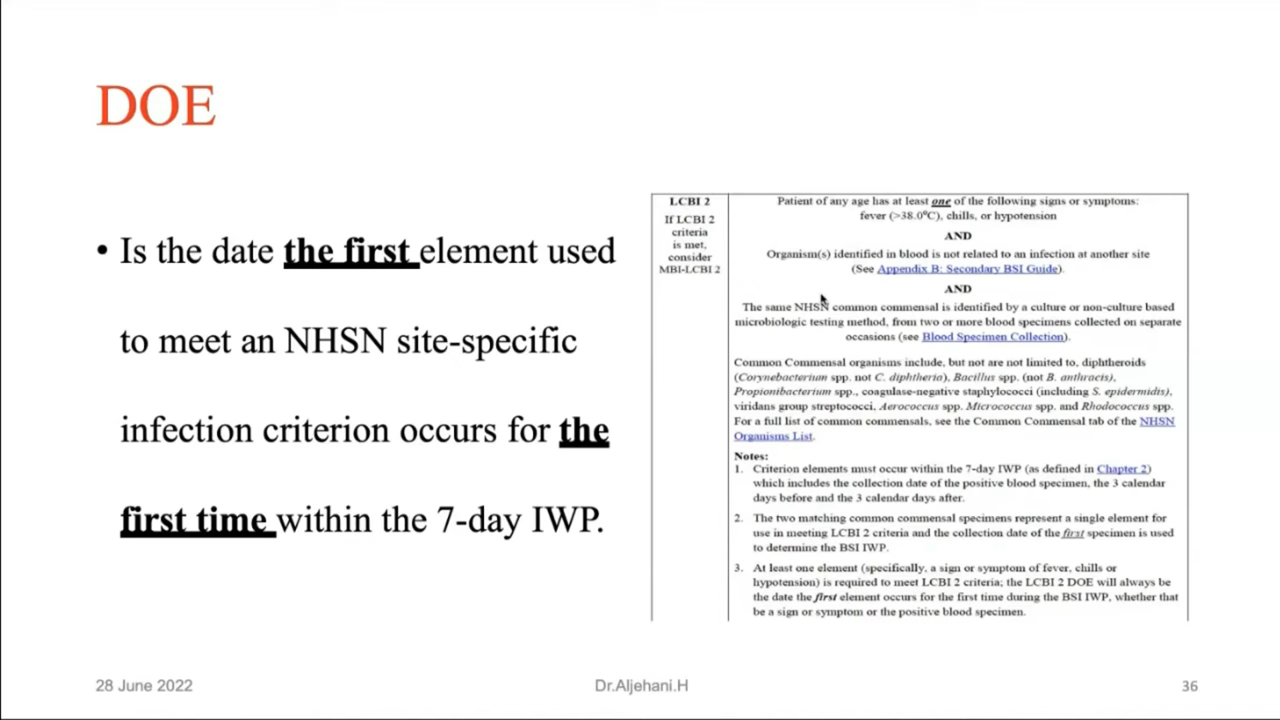 DOE
• Is the date the first element used
to meet an NHSN site-specific
infection criterion occurs for the
first time within the 7-day IWP.
LCBI 2
If LCBI 2
criteria
is met,
consider
MBI-LCBI 2
Patient of any age has at least one of the following signs or symptoms:
fever (>38.0°C), chills, or hypotension
AND
Organism(s) identified in blood is not related to an infection at another site
(See Appendix B: Secondary BSI Guide).
AND
The same NHSN common commensal is identified by a culture or non-culture based
microbiologic testing method, from two or more blood specimens collected on separate
occasions (see Blood Specimen Collection).
Common Commensal organisms include, but not are not limited to, diphtheroids
(Corynebacterium spp. not C. diphtheria), Bacillus spp. (not B. anthracis),
Propionibacterium spp., coagulase-negative staphylococci (including S. epidermidis),
viridans group streptococci, Aerococcus spp. Micrococcus spp. and Rhodococcus spp.
For a full list of common commensals, see the Common Commensal tab of the NHSN
Organisms List.
Notes:
1. Criterion elements must occur within the 7-day IWP (as defined in Chapter 2)
which includes the collection date of the positive blood specimen, the 3 calendar
days before and the 3 calendar days after.
2. The two matching common commensal specimens represent a single element for
use in meeting LCBI 2 criteria and the collection date of the first specimen is used
to determine the BSI IWP.
3. At least one element (specifically, a sign or symptom of fever, chills or
hypotension) is required to meet LCBI 2 criteria; the LCBI 2 DOE will always be
the date the first element occurs for the first time during the BSI IWP, whether that
be a sign or symptom or the positive blood specimen.
28 June 2022
Dr.Aljehani.H
36